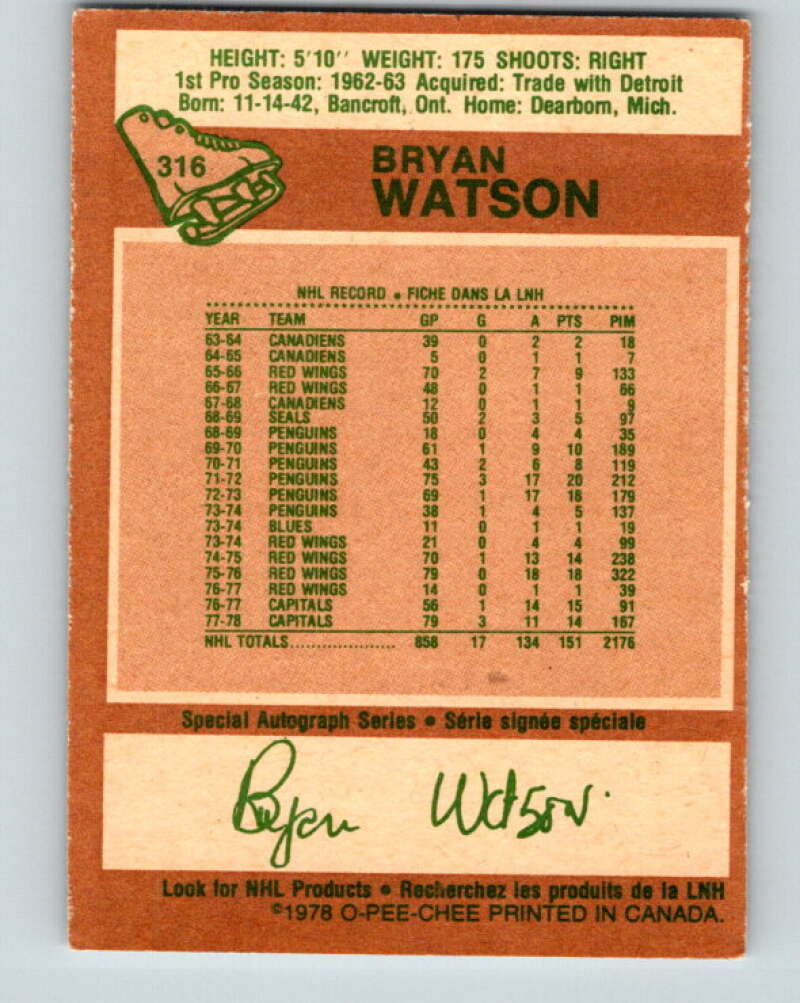 HEIGHT: 5'10'' WEIGHT: 175 SHOOTS: RIGHT
1st Pro Season: 1962-63 Acquired: Trade with Detroit
Born: 11-14-42, Bancroft, Ont. Home: Dearborn, Mich.
316
BRYAN
WATSON
NHL RECORD • FICHE DANS LA LNH
YEAR TEAM GP G A PTS PIM
63-64 CANADIENS 39 0 2 2 18
64-65 CANADIENS 5 0 1 1 7
65-66 RED WINGS 70 2 7 9 133
66-67 RED WINGS 48 0 1 1 66
67-68 CANADIENS 12 0 1 1 9
68-69 SEALS 50 2 3 5 97
68-69 PENGUINS 18 0 4 4 35
69-70 PENGUINS 61 1 9 10 189
70-71 PENGUINS 43 2 6 8 119
71-72 PENGUINS 75 3 17 20 212
72-73 PENGUINS 69 1 17 18 179
73-74 PENGUINS 38 1 4 5 137
73-74 BLUES 11 0 1 1 19
73-74 RED WINGS 21 0 4 4 99
74-75 RED WINGS 70 1 13 14 238
75-76 RED WINGS 79 0 18 18 322
76-77 RED WINGS 14 0 1 1 39
76-77 CAPITALS 56 1 14 15 91
77-78 CAPITALS 79 3 11 14 167
NHL TOTALS................... 858 17 134 151 2176
Special Autograph Series • Série signée spéciale
Bryan Watson
Look for NHL Products • Recherchez les produits de la LNH
©1978 O-PEE-CHEE PRINTED IN CANADA.